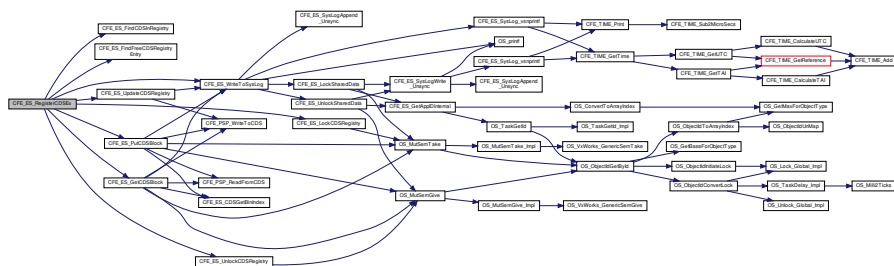 CFE_ES_RegisterCDSEx
CFE_ES_FindCDSInRegistry
CFE_ES_FindFreeCDSRegistry
Entry
CFE_ES_UpdateCDSRegistry
CFE_ES_PutCDSBlock
CFE_ES_GetCDSBlock
CFE_ES_UnlockCDSRegistry
CFE_ES_WriteToSysLog
CFE_PSP_WriteToCDS
CFE_PSP_ReadFromCDS
CFE_ES_CDSGetBinIndex
CFE_ES_SysLogAppend
_Unsync
CFE_ES_LockSharedData
CFE_ES_UnlockSharedData
CFE_ES_LockCDSRegistry
CFE_ES_SysLog_vsnprintf
OS_printf
CFE_ES_SysLog_vsnprintf
CFE_ES_SysLogWrite
_Unsync
CFE_ES_GetAppIDInternal
OS_MutSemTake
OS_MutSemGive
CFE_ES_SysLogAppend
_Unsync
OS_TaskGetId
OS_MutSemTake_Impl
OS_MutSemGive_Impl
CFE_TIME_Print
CFE_TIME_GetTime
OS_ConvertToArrayIndex
OS_TaskGetId_Impl
OS_VxWorks_GenericSemTake
OS_ObjectIdGetById
OS_VxWorks_GenericSemGive
CFE_TIME_Sub2MicroSecs
CFE_TIME_GetUTC
CFE_TIME_GetTAI
OS_ObjectIdToArrayIndex
OS_GetBaseForObjectType
OS_ObjectIdInitiateLock
OS_ObjectIdConvertLock
CFE_TIME_CalculateUTC
CFE_TIME_GetReference
CFE_TIME_CalculateTAI
OS_GetMaxForObjectType
OS_ObjectIdUnMap
OS_Lock_Global_Impl
OS_TaskDelay_Impl
OS_Unlock_Global_Impl
CFE_TIME_Add
OS_Milli2Ticks